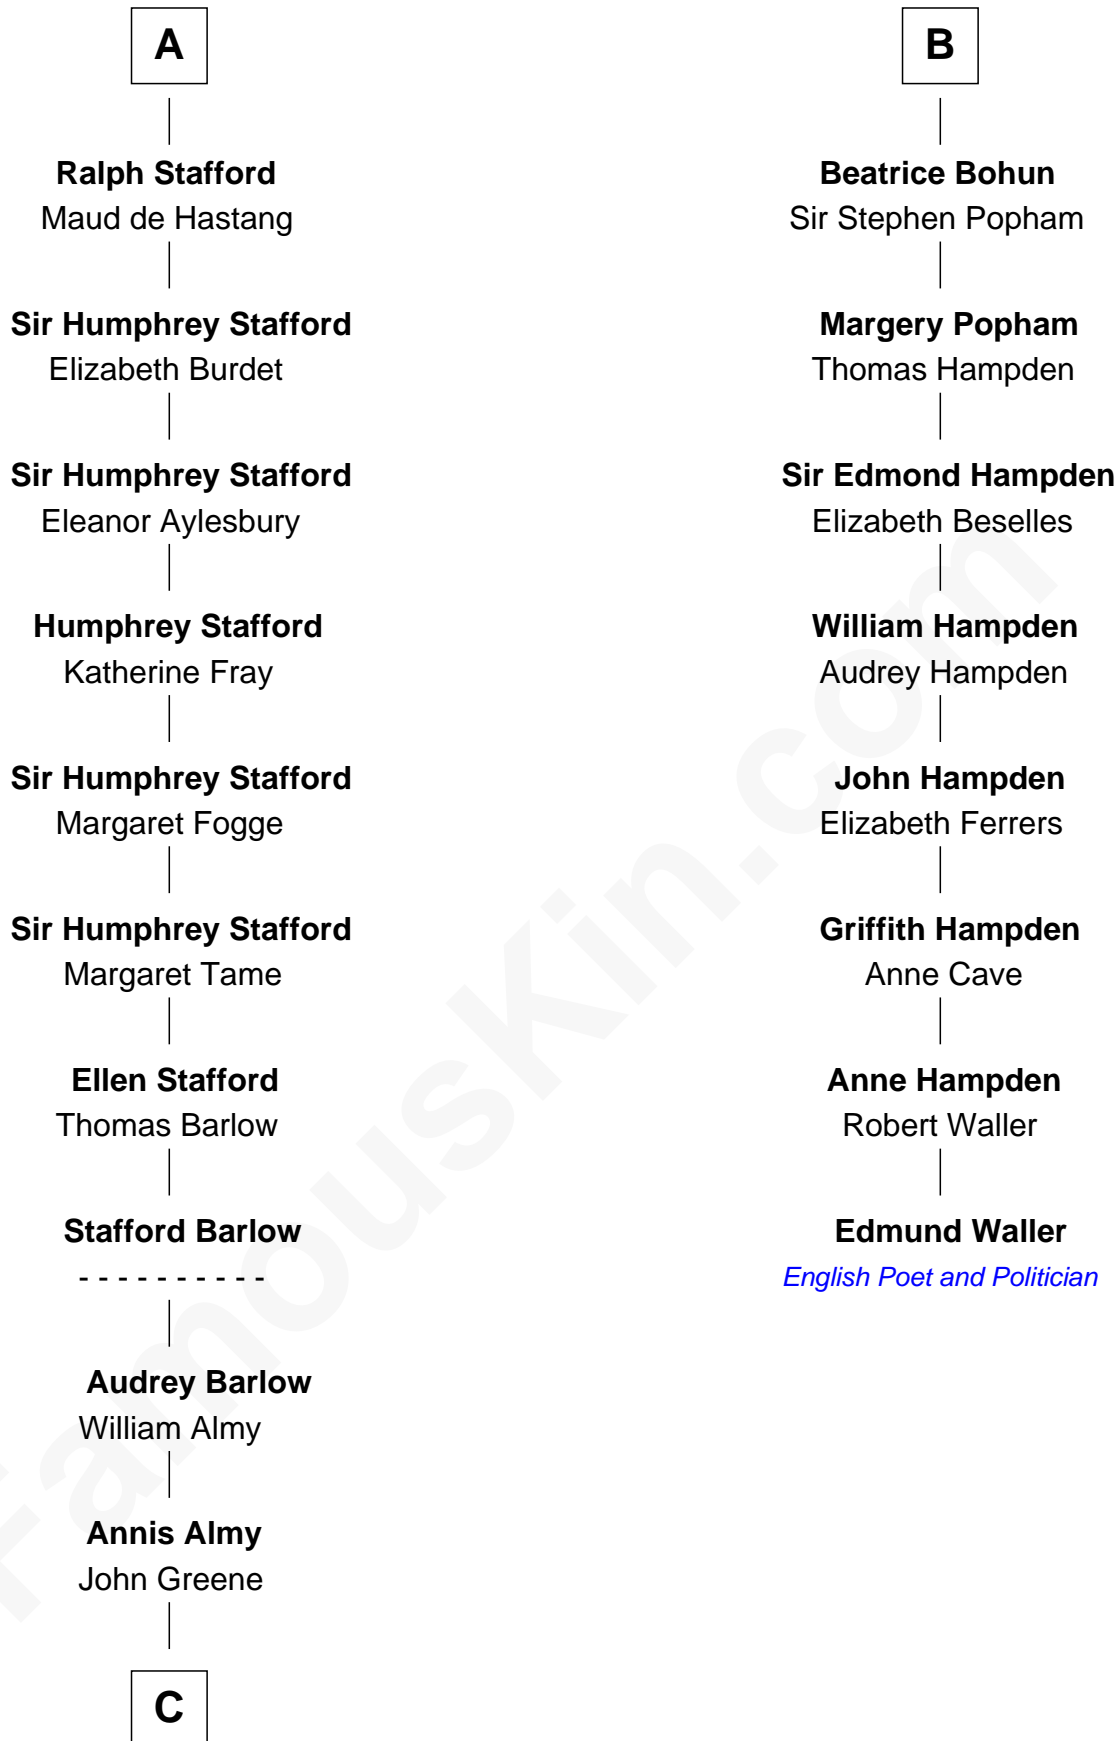 A
Ralph Stafford
Maud de Hastang
Sir Humphrey Stafford
Elizabeth Burdet
Sir Humphrey Stafford
Eleanor Aylesbury
Humphrey Stafford
Katherine Fray
Sir Humphrey Stafford
Margaret Fogge
Sir Humphrey Stafford
Margaret Tame
Ellen Stafford
Thomas Barlow
Stafford Barlow
- - - - - - - - - -
Audrey Barlow
William Almy
Annis Almy
John Greene
C
B
Beatrice Bohun
Sir Stephen Popham
Margery Popham
Thomas Hampden
Sir Edmond Hampden
Elizabeth Beselles
William Hampden
Audrey Hampden
John Hampden
Elizabeth Ferrers
Griffith Hampden
Anne Cave
Anne Hampden
Robert Waller
Edmund Waller
English Poet and Politician
FamousKin.com